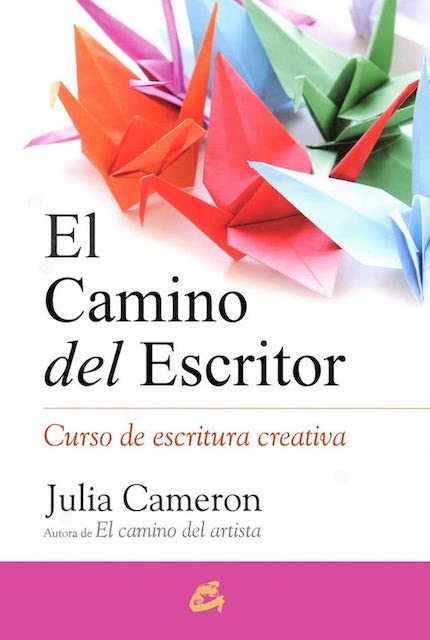 El
Camino
del Escritor
Curso de escritura creativa
Julia Cameron
Autora de El camino del artista